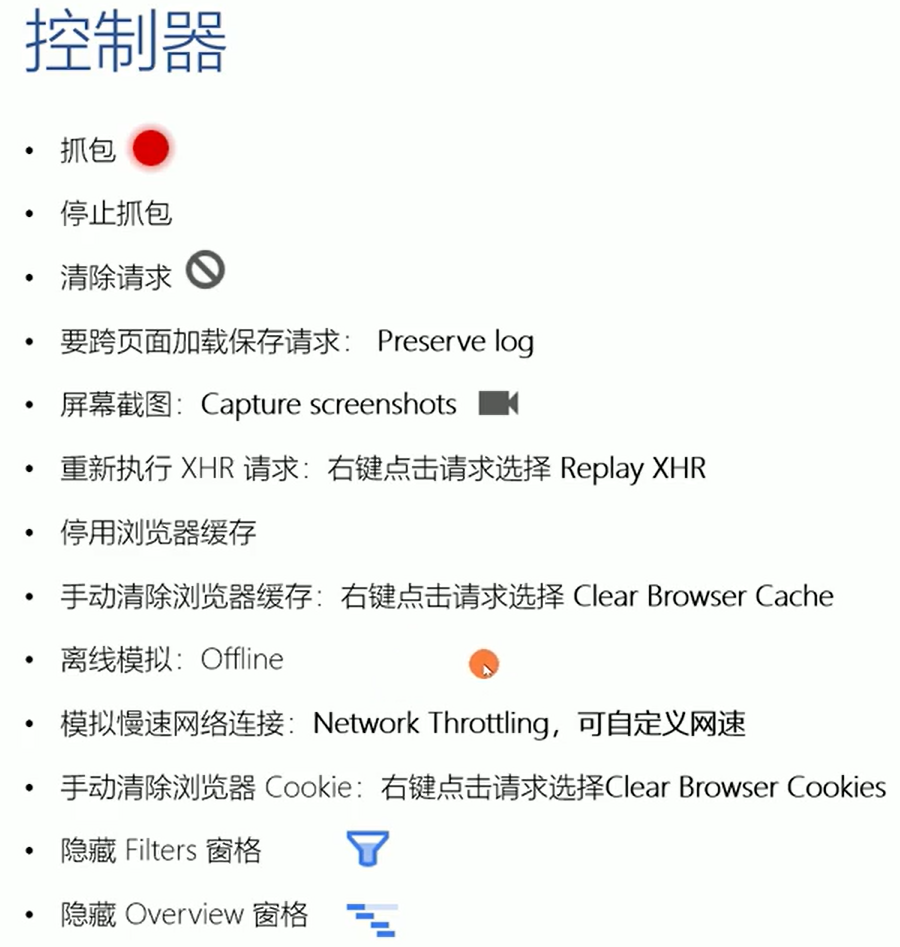 控制器
• 抓包
• 停止抓包
• 清除请求
• 要跨页面加载保存请求： Preserve log
• 屏幕截图：Capture screenshots
• 重新执行 XHR 请求：右键点击请求选择 Replay XHR
• 停用浏览器缓存
• 手动清除浏览器缓存：右键点击请求选择 Clear Browser Cache
• 离线模拟：Offline
• 模拟慢速网络连接：Network Throttling，可自定义网速
• 手动清除浏览器 Cookie：右键点击请求选择Clear Browser Cookies
• 隐藏 Filters 窗格
• 隐藏 Overview 窗格